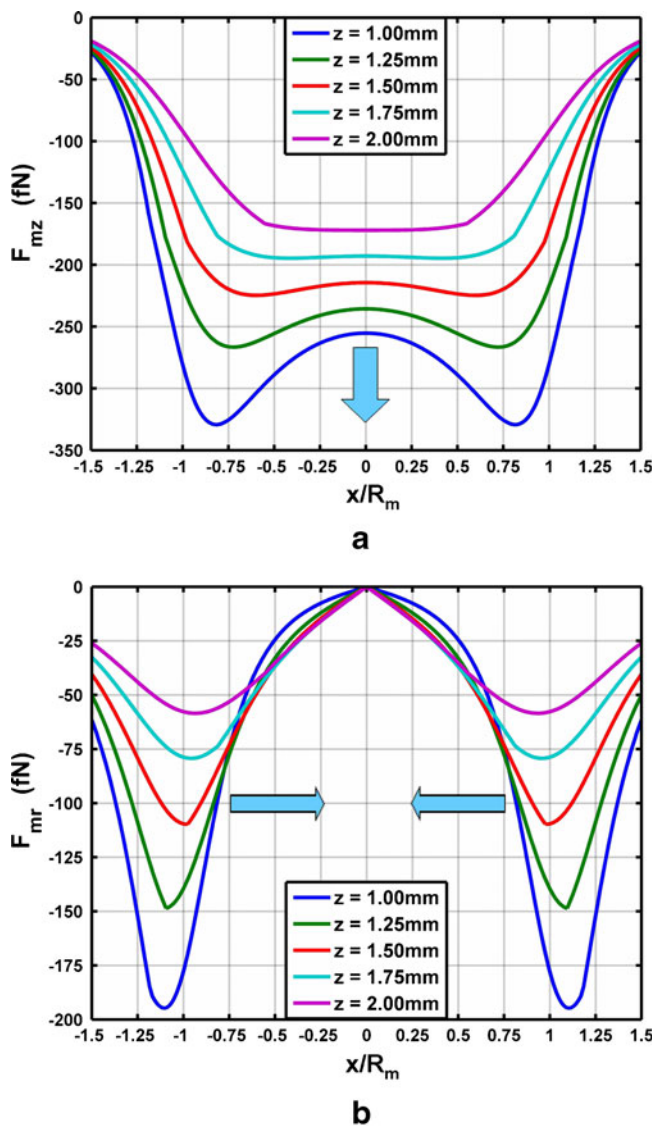 0
-50
-100
-150
-200
-250
-300
-350
F_mz (fN)
z = 1.00mm
z = 1.25mm
z = 1.50mm
z = 1.75mm
z = 2.00mm
-1.5 -1.25 -1 -0.75 -0.5 -0.25 0 0.25 0.5 0.75 1 1.25 1.5
x/R_m
a
0
-25
-50
-75
-100
-125
-150
-175
-200
F_mr (fN)
z = 1.00mm
z = 1.25mm
z = 1.50mm
z = 1.75mm
z = 2.00mm
-1.5 -1.25 -1 -0.75 -0.5 -0.25 0 0.25 0.5 0.75 1 1.25 1.5
x/R_m
b